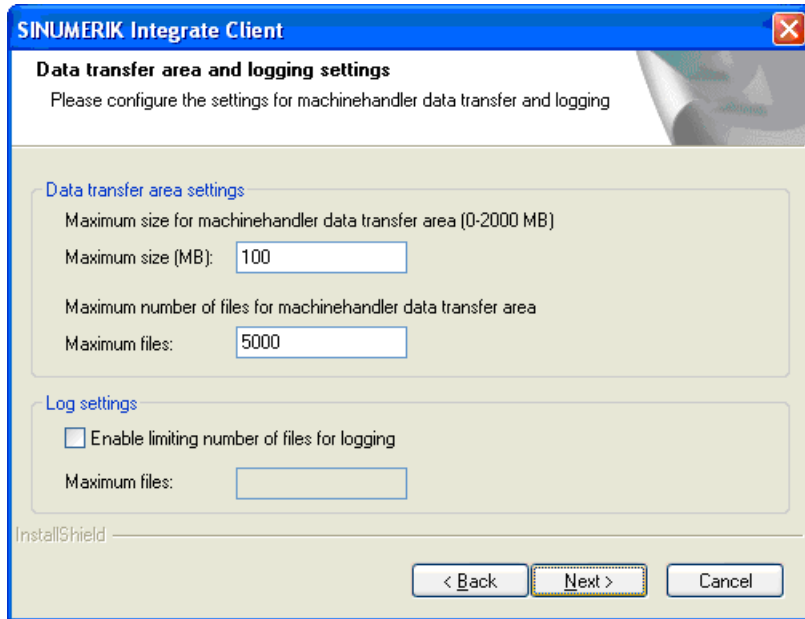 SINUMERIK Integrate Client
Data transfer area and logging settings
Please configure the settings for machinehandler data transfer and logging
Data transfer area settings
Maximum size for machinehandler data transfer area (0-2000 MB)
Maximum size (MB): 100
Maximum number of files for machinehandler data transfer area
Maximum files: 5000
Log settings
Enable limiting number of files for logging
Maximum files:
InstallShield
< Back Next > Cancel